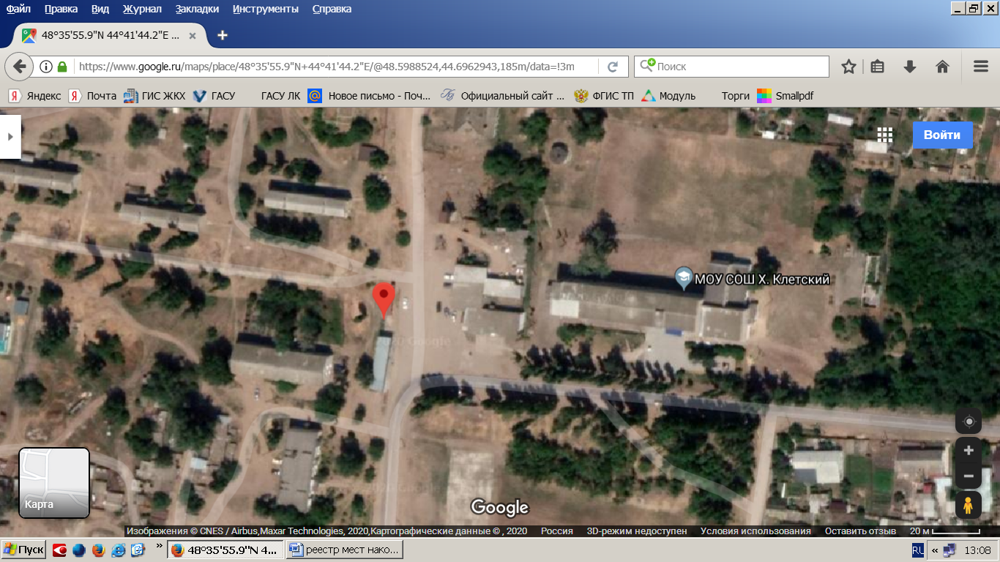 Файл Правка Вид Журнал Закладки Инструменты Справка
48°35'55.9"N 44°41'44.2"E ...
https://www.google.ru/maps/place/48°35'55.9"N+44°41'44.2"E/@48.5988524,44.6962943,185m/data=!3m
Поиск
Яндекс Почта ГИС ЖКХ ГАСУ ГАСУ ЛК Новое письмо - Поч... Официальный сайт ... ФГИС ТП Модуль Торги Smallpdf
Войти
МОУ СОШ Х. Клетский
2020 Google
Карта
Google
Изображения © CNES / Airbus,Maxar Technologies, 2020,Картографические данные © , 2020 Россия 3D-режим недоступен Условия использования Оставить отзыв 20 м
Пуск » 48°35'55.9"N 4... реестр мест нако... RU « 13:08